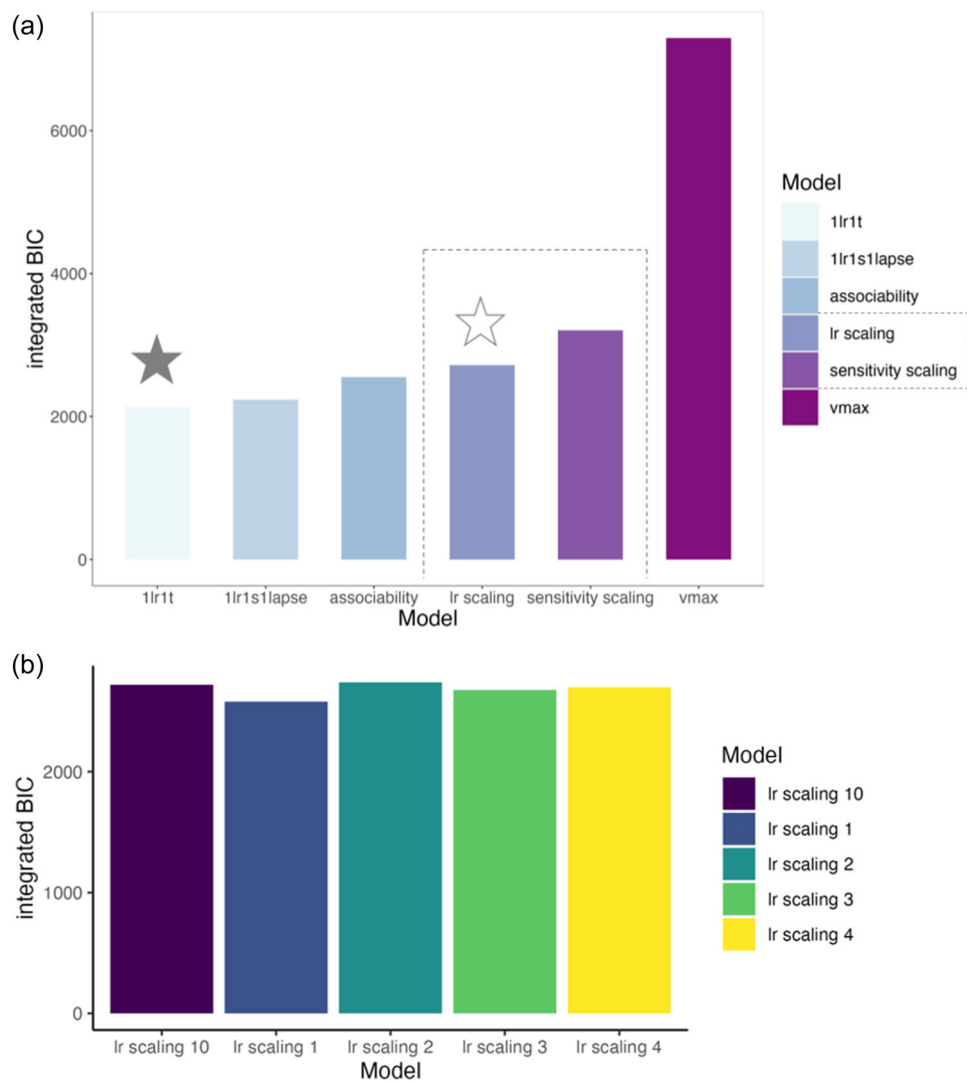 (a)
6000
4000
2000
0
integrated BIC
1lr1t
1lr1s1lapse
associability
lr scaling
sensitivity scaling
vmax
Model
Model
1lr1t
1lr1s1lapse
associability
lr scaling
sensitivity scaling
vmax
(b)
2000
1000
0
integrated BIC
lr scaling 10
lr scaling 1
lr scaling 2
lr scaling 3
lr scaling 4
Model
Model
lr scaling 10
lr scaling 1
lr scaling 2
lr scaling 3
lr scaling 4